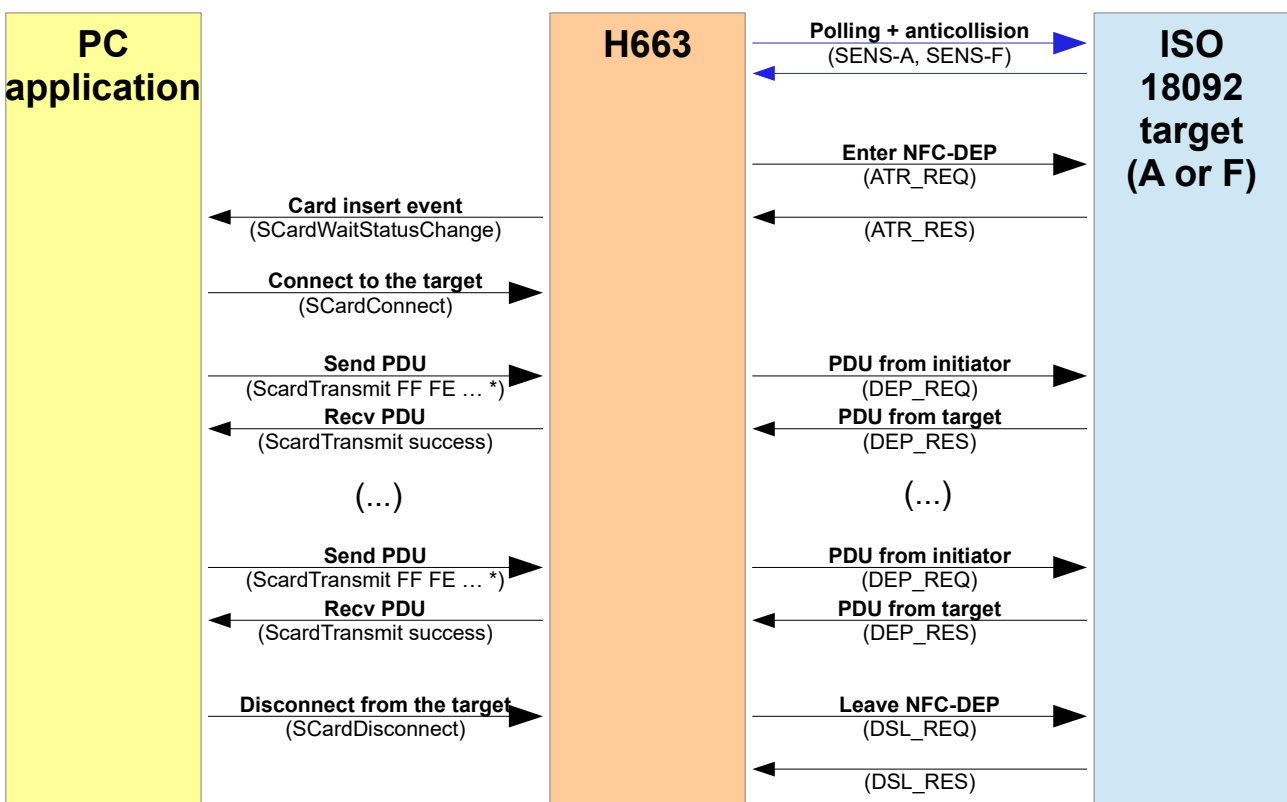 PC
application
H663
ISO
18092
target
(A or F)
Polling + anticollision
(SENS-A, SENS-F)
Enter NFC-DEP
(ATR_REQ)
Card insert event
(SCardWaitStatusChange)
(ATR_RES)
Connect to the target
(SCardConnect)
Send PDU
(ScardTransmit FF FE … *)
PDU from initiator
(DEP_REQ)
Recv PDU
(ScardTransmit success)
PDU from target
(DEP_RES)
(...)
(...)
Send PDU
(ScardTransmit FF FE … *)
PDU from initiator
(DEP_REQ)
Recv PDU
(ScardTransmit success)
PDU from target
(DEP_RES)
Disconnect from the target
(SCardDisconnect)
Leave NFC-DEP
(DSL_REQ)
(DSL_RES)